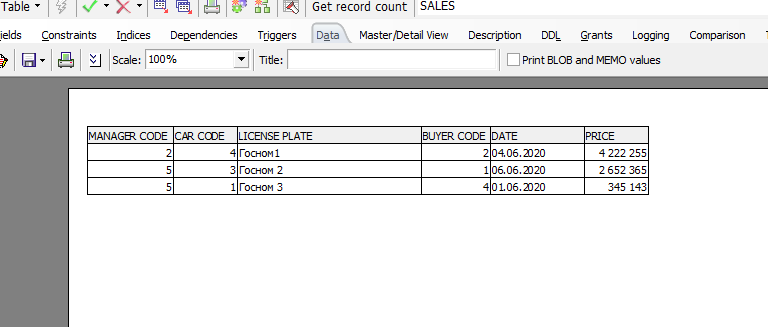 Table Get record count SALES
ields Constraints Indices Dependencies Triggers Data Master/Detail View Description DDL Grants Logging Comparison
Scale: 100% Title: Print BLOB and MEMO values
MANAGER CODE CAR CODE LICENSE PLATE BUYER CODE DATE PRICE
2 4 Госном1 2 04.06.2020 4 222 255
5 3 Госном 2 1 06.06.2020 2 652 365
5 1 Госном 3 4 01.06.2020 345 143